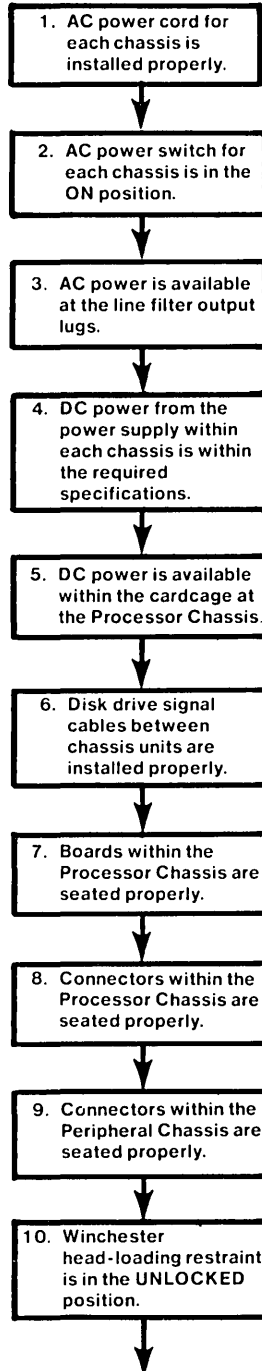 1. AC power cord for
each chassis is
installed properly.
2. AC power switch for
each chassis is in the
ON position.
3. AC power is available
at the line filter output
lugs.
4. DC power from the
power supply within
each chassis is within
the required
specifications.
5. DC power is available
within the cardcage at
the Processor Chassis.
6. Disk drive signal
cables between
chassis units are
installed properly.
7. Boards within the
Processor Chassis are
seated properly.
8. Connectors within the
Processor Chassis are
seated properly.
9. Connectors within the
Peripheral Chassis are
seated properly.
10. Winchester
head-loading restraint
is in the UNLOCKED
position.